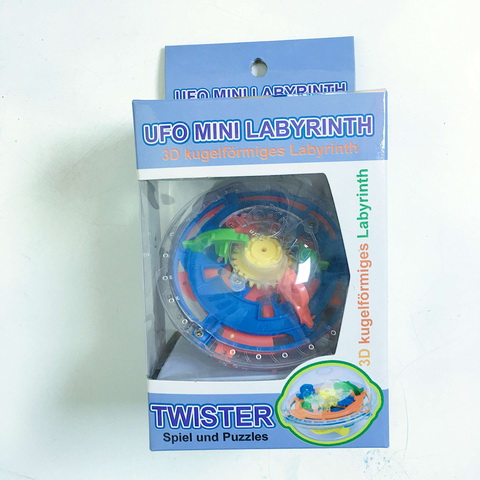 UFO MINI LABYRINTH
UFO MINI LABYRINTH
3D kugelförmiges Labyrinth
3D kugelförmiges Labyrinth
TWISTER
Spiel und Puzzles